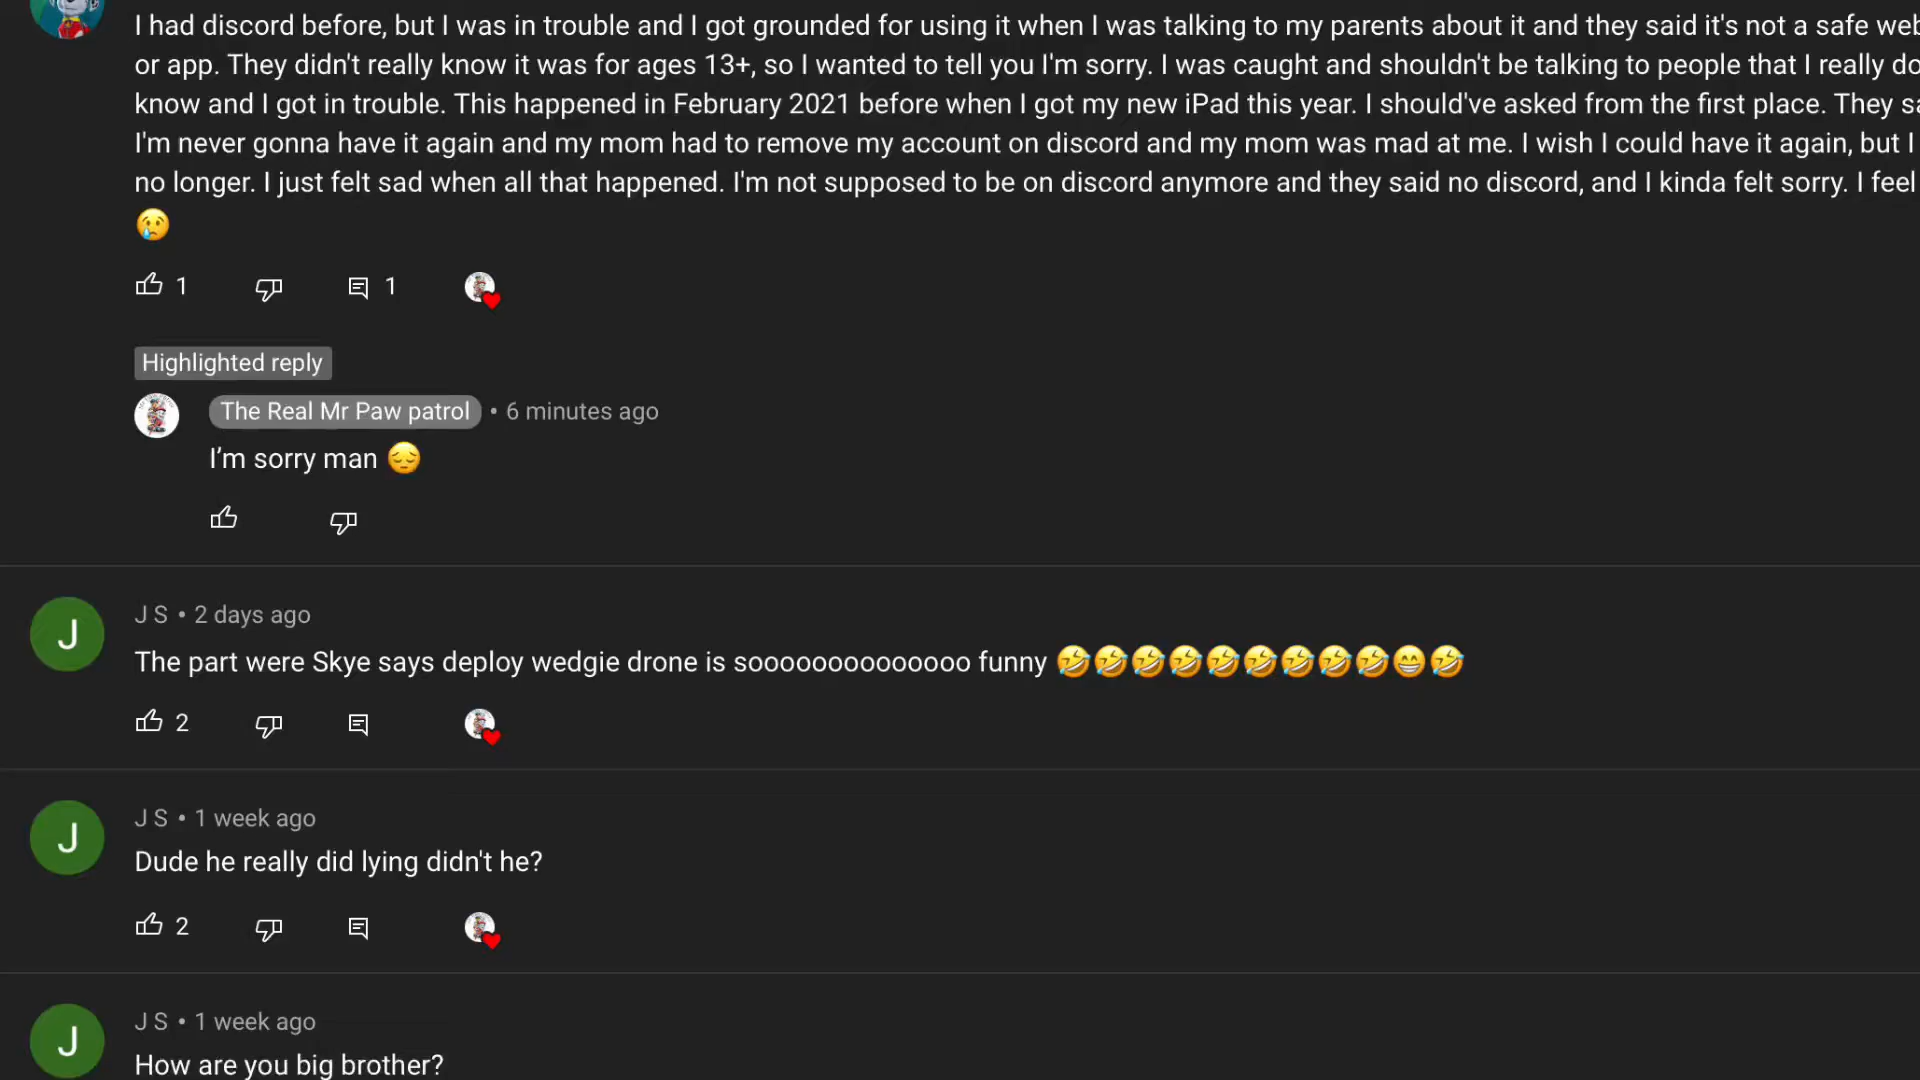 I had discord before, but I was in trouble and I got grounded for using it when I was talking to my parents about it and they said it's not a safe
or app. They didn't really know it was for ages 13+, so I wanted to tell you I'm sorry. I was caught and shouldn't be talking to people that I really
know and I got in trouble. This happened in February 2021 before when I got my new iPad this year. I should've asked from the first place. They
I'm never gonna have it again and my mom had to remove my account on discord and my mom was mad at me. I wish I could have it again, but I
no longer. I just felt sad when all that happened. I'm not supposed to be on discord anymore and they said no discord, and I kinda felt sorry. I feel
😢
1 1
Highlighted reply
The Real Mr Paw patrol • 6 minutes ago
I’m sorry man 😔
J
J S • 2 days ago
The part were Skye says deploy wedgie drone is soooooooooooooo funny 🤣🤣🤣🤣🤣🤣🤣🤣🤣😁🤣
2
J
J S • 1 week ago
Dude he really did lying didn't he?
2
J
J S • 1 week ago
How are you big brother?